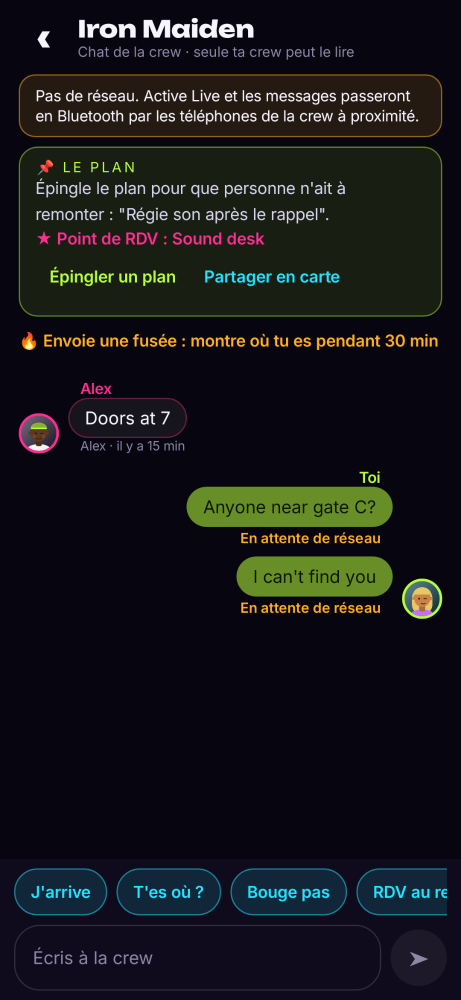 Iron Maiden
Chat de la crew · seule ta crew peut le lire
Pas de réseau. Active Live et les messages passeront
en Bluetooth par les téléphones de la crew à proximité.
📌 LE PLAN
Épingle le plan pour que personne n'ait à
remonter : "Régie son après le rappel".
★ Point de RDV : Sound desk
Épingler un plan Partager en carte
🔥 Envoie une fusée : montre où tu es pendant 30 min
Alex
Doors at 7
Alex · il y a 15 min
Toi
Anyone near gate C?
En attente de réseau
I can't find you
En attente de réseau
J'arrive T'es où ? Bouge pas RDV au
Écris à la crew